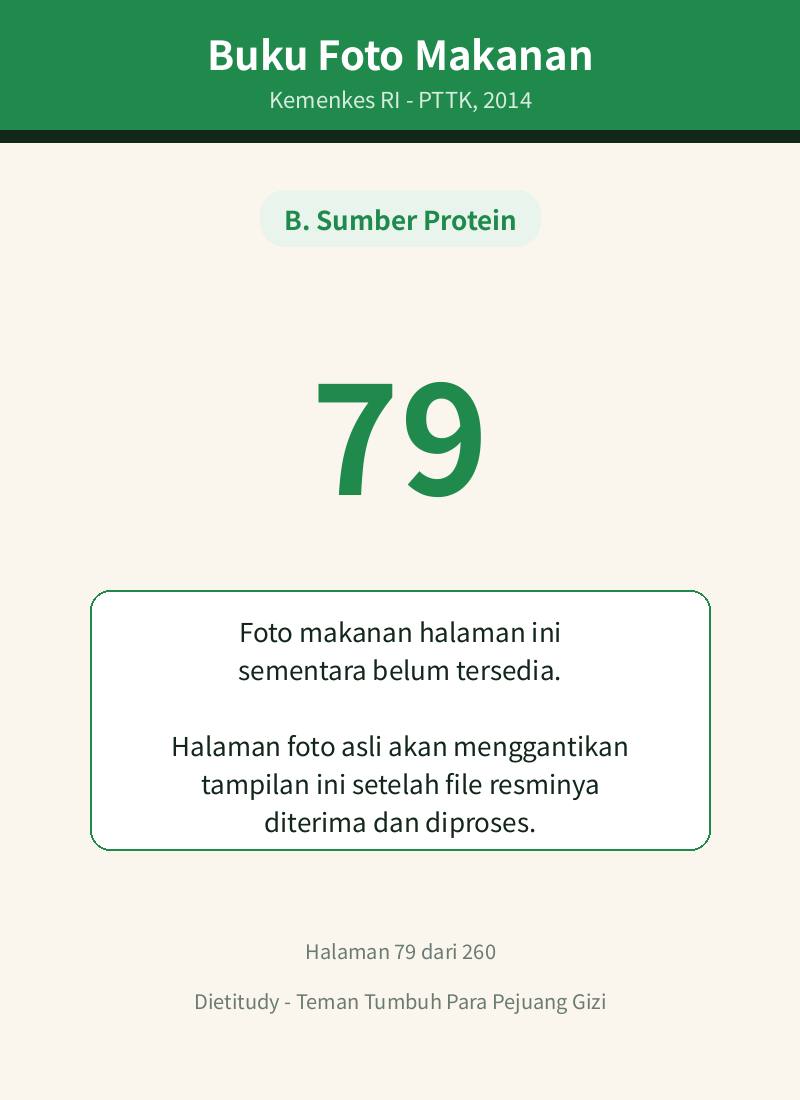 Buku Foto Makanan
Kemenkes RI - PTTK, 2014
B. Sumber Protein
79
Foto makanan halaman ini
sementara belum tersedia.
Halaman foto asli akan menggantikan
tampilan ini setelah file resminya
diterima dan diproses.
Halaman 79 dari 260
Dietitudy - Teman Tumbuh Para Pejuang Gizi